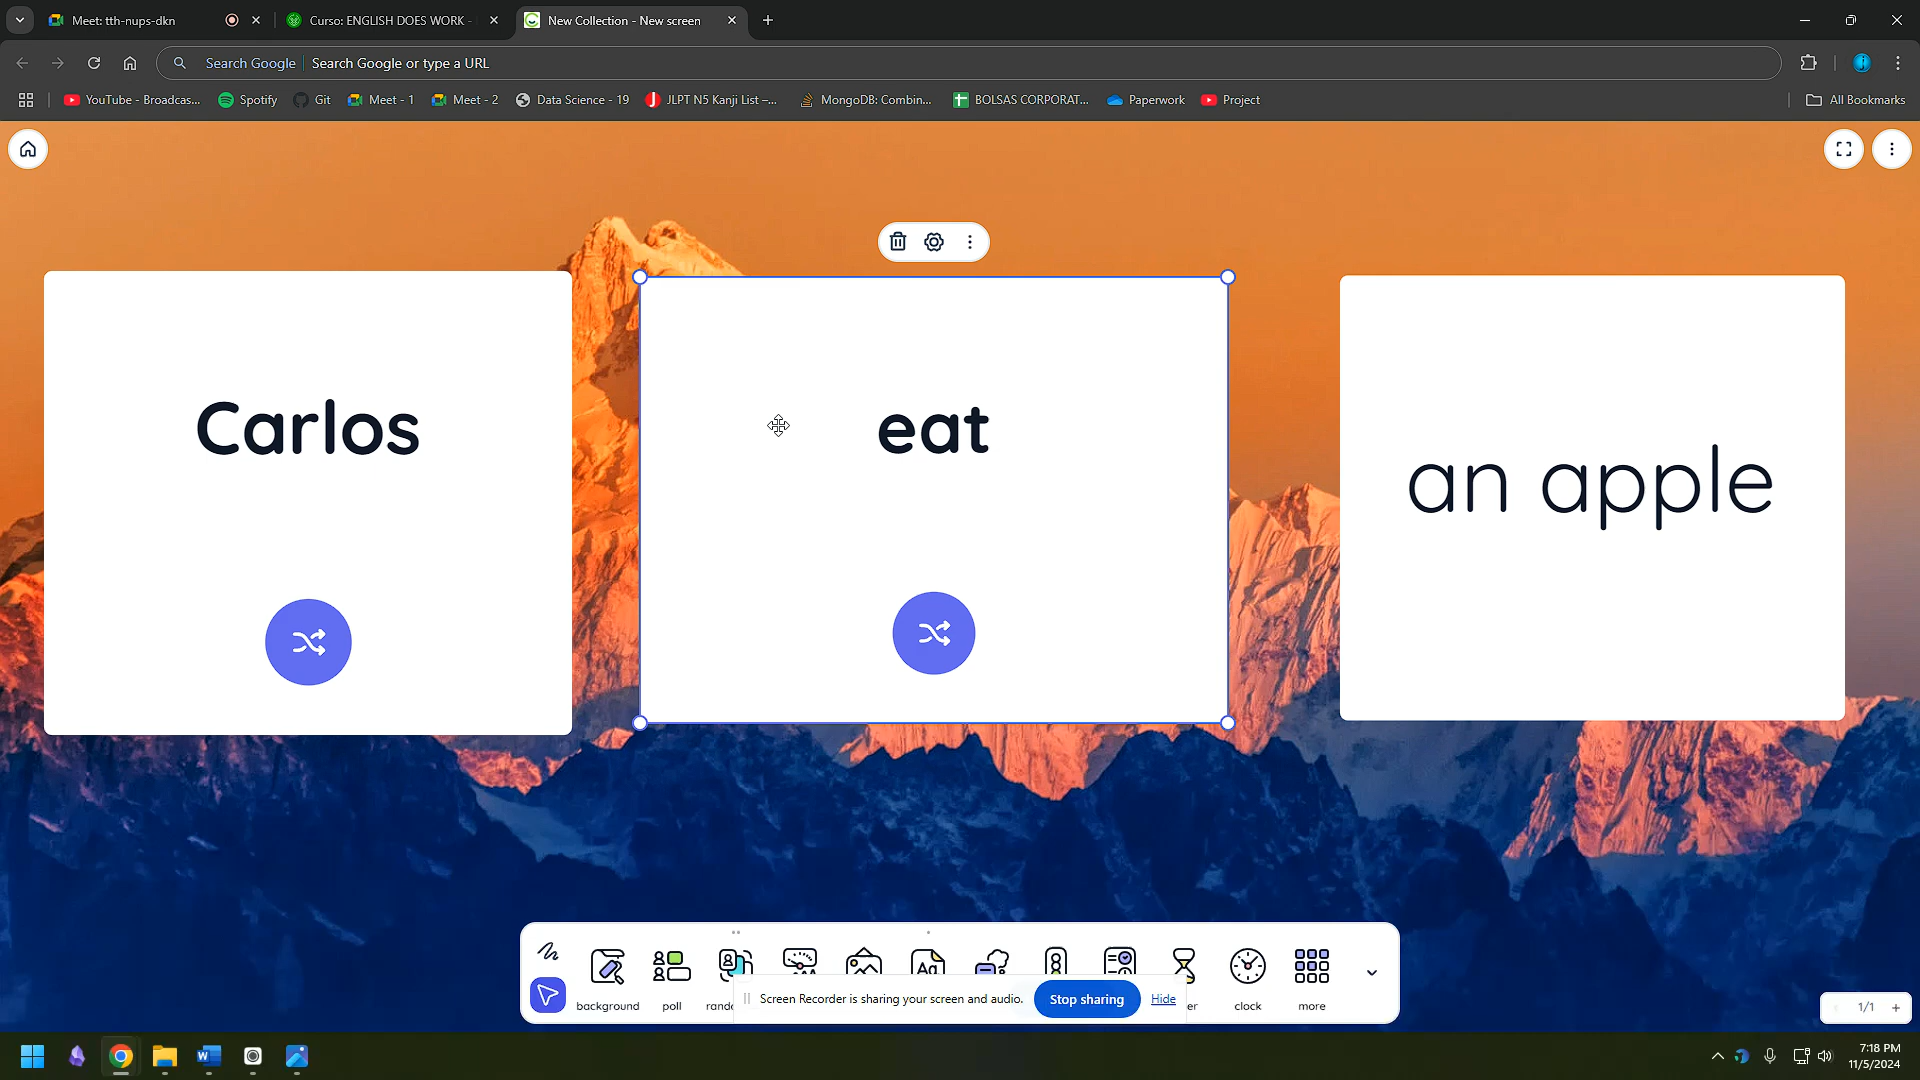 Meet: tth-nups-dkn
Curso: ENGLISH DOES WORK -
New Collection - New screen
Search Google
Search Google or type a URL
YouTube - Broadcas...
Spotify
Git
Meet - 1
Meet - 2
Data Science - 19
JLPT N5 Kanji List –...
MongoDB: Combin...
BOLSAS CORPORAT...
Paperwork
Project
All Bookmarks
Carlos
eat
an apple
background
poll
clock
more
Screen Recorder is sharing your screen and audio.
Stop sharing
Hide
1/1
7:18 PM
11/5/2024